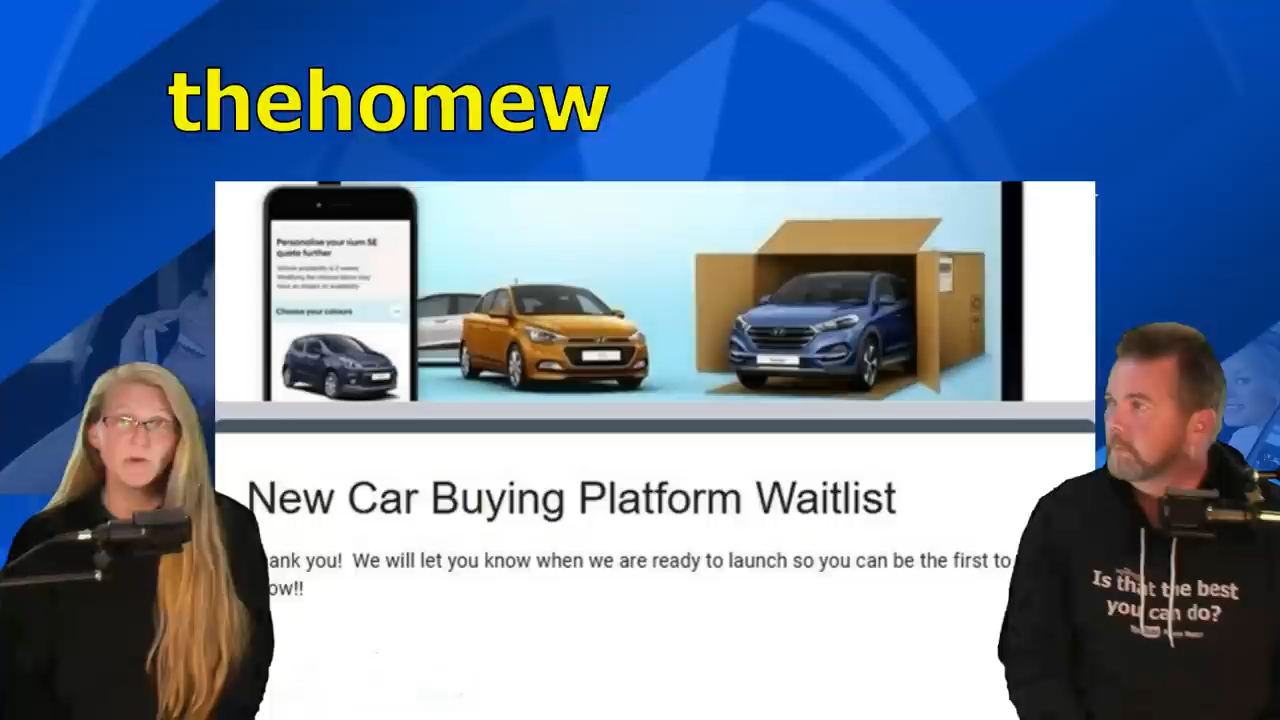 thehomew
Personalise your
quote further
Choose your colours
New Car Buying Platform Waitlist
ank you! We will let you know when we are ready to launch so you can be the first to
ow!!
Is that the best
you can do?